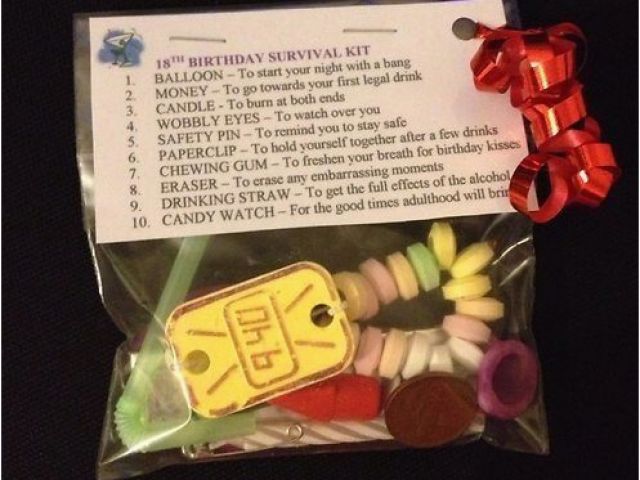 18TH BIRTHDAY SURVIVAL KIT
1. BALLOON – To start your night with a bang
2. MONEY – To go towards your first legal drink
3. CANDLE - To burn at both ends
4. WOBBLY EYES – To watch over you
5. SAFETY PIN – To remind you to stay safe
6. PAPERCLIP – To hold yourself together after a few drinks
7. CHEWING GUM – To freshen your breath for birthday kisses
8. ERASER – To erase any embarrassing moments
9. DRINKING STRAW – To get the full effects of the alcohol
10. CANDY WATCH – For the good times adulthood will brin